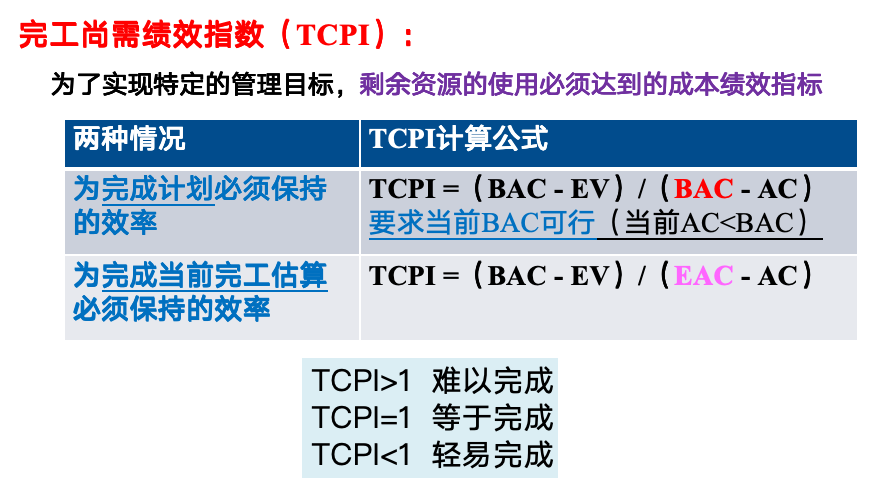 完工尚需绩效指数（TCPI）：
为了实现特定的管理目标，剩余资源的使用必须达到的成本绩效指标
两种情况
TCPI计算公式
为完成计划必须保持
的效率
TCPI =（BAC - EV）/（BAC - AC）
要求当前BAC可行（当前AC<BAC）
为完成当前完工估算
必须保持的效率
TCPI =（BAC - EV）/（EAC - AC）
TCPI>1 难以完成
TCPI=1 等于完成
TCPI<1 轻易完成